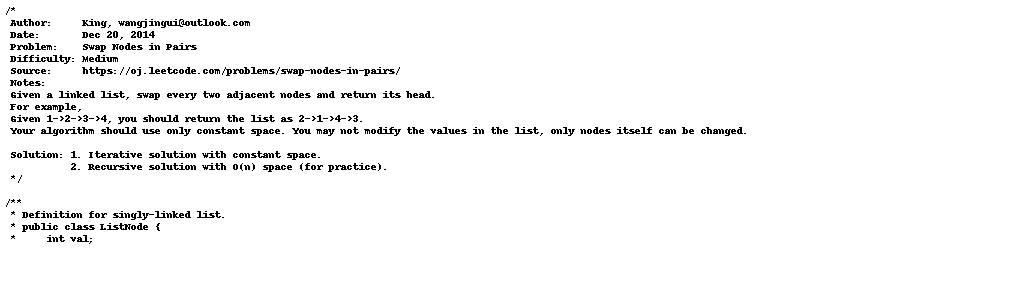 /*
Author: King, wangjingui@outlook.com
Date: Dec 20, 2014
Problem: Swap Nodes in Pairs
Difficulty: Medium
Source: https://oj.leetcode.com/problems/swap-nodes-in-pairs/
Notes:
Given a linked list, swap every two adjacent nodes and return its head.
For example,
Given 1->2->3->4, you should return the list as 2->1->4->3.
Your algorithm should use only constant space. You may not modify the values in the list, only nodes itself can be changed.
Solution: 1. Iterative solution with constant space.
2. Recursive solution with O(n) space (for practice).
*/
/**
* Definition for singly-linked list.
* public class ListNode {
* int val;